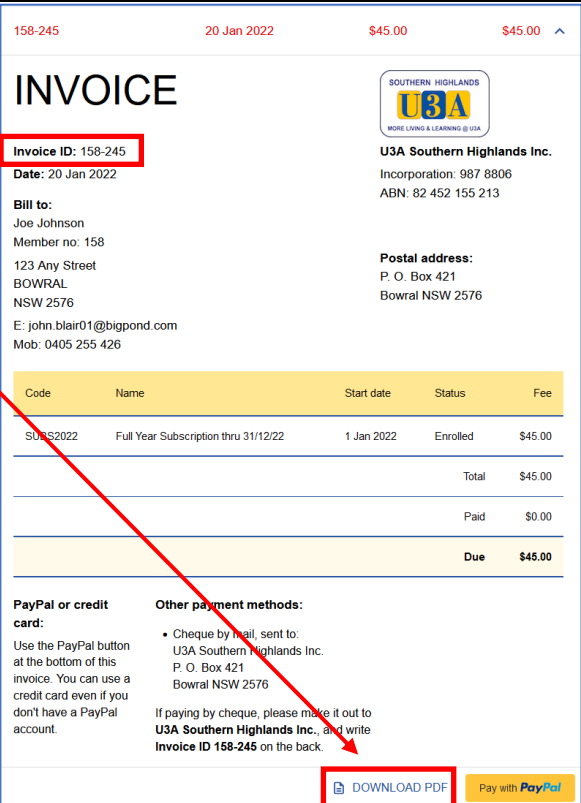 158-245 20 Jan 2022 $45.00 $45.00
INVOICE
SOUTHERN HIGHLANDS
U3A
MORE LIVING & LEARNING @ U3A
Invoice ID: 158-245
Date: 20 Jan 2022
Bill to:
Joe Johnson
Member no: 158
123 Any Street
BOWRAL
NSW 2576
E: john.blair01@bigpond.com
Mob: 0405 255 426
U3A Southern Highlands Inc.
Incorporation: 987 8806
ABN: 82 452 155 213
Postal address:
P. O. Box 421
Bowral NSW 2576
Code Name Start date Status Fee
SUBS2022 Full Year Subscription thru 31/12/22 1 Jan 2022 Enrolled $45.00
Total $45.00
Paid $0.00
Due $45.00
PayPal or credit
card:
Use the PayPal button
at the bottom of this
invoice. You can use a
credit card even if you
don't have a PayPal
account.
Other payment methods:
• Cheque by mail, sent to:
U3A Southern Highlands Inc.
P. O. Box 421
Bowral NSW 2576
If paying by cheque, please make it out to
U3A Southern Highlands Inc., and write
Invoice ID 158-245 on the back.
DOWNLOAD PDF
Pay with PayPal